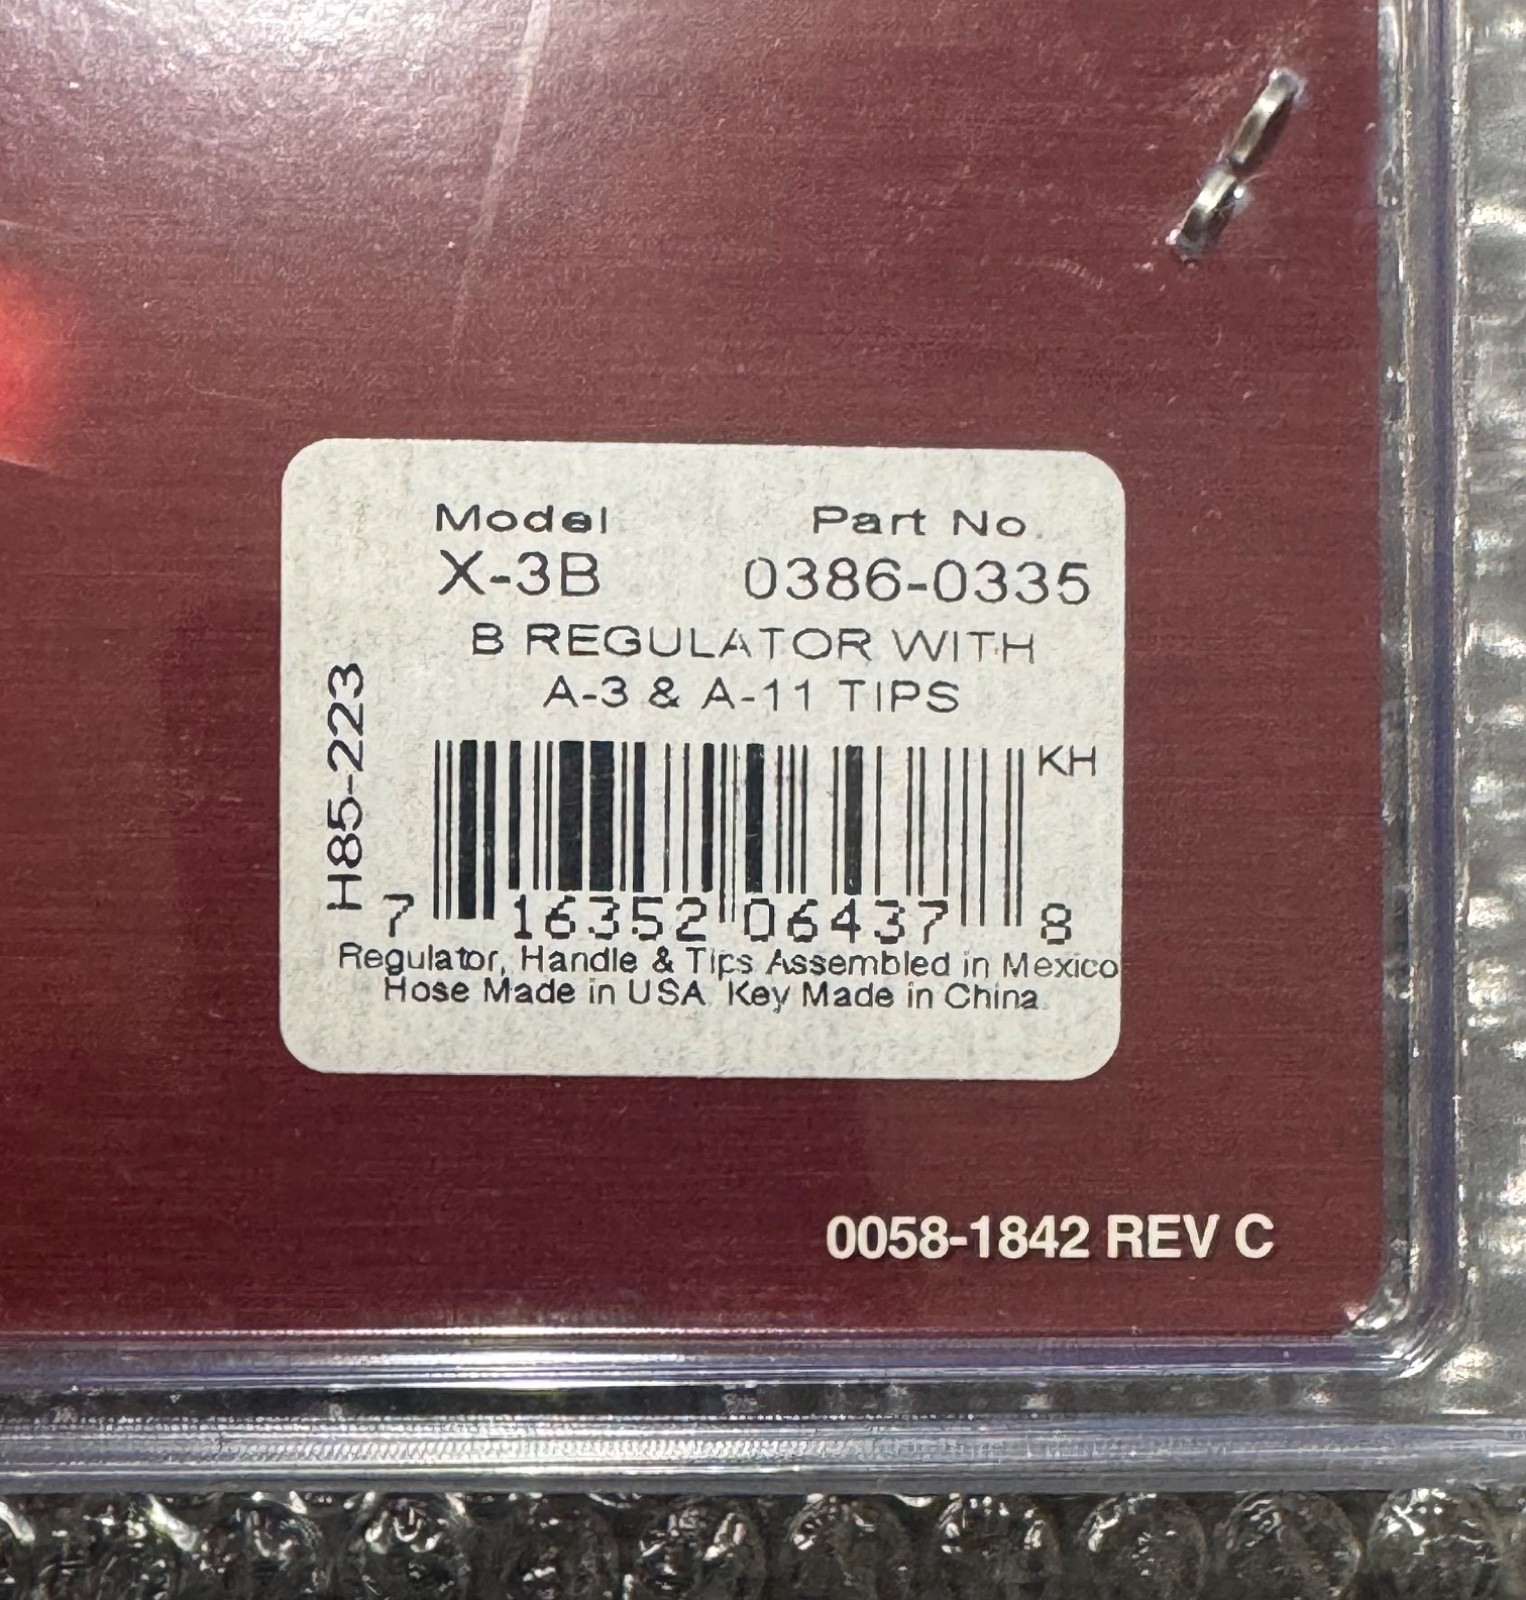 Model Part No.
X-3B 0386-0335
B REGULATOR WITH
A-3 & A-11 TIPS
H85-223
KH
7 16352 06437 8
Regulator, Handle & Tips Assembled in Mexico
Hose Made in USA. Key Made in China.
0058-1842 REV C